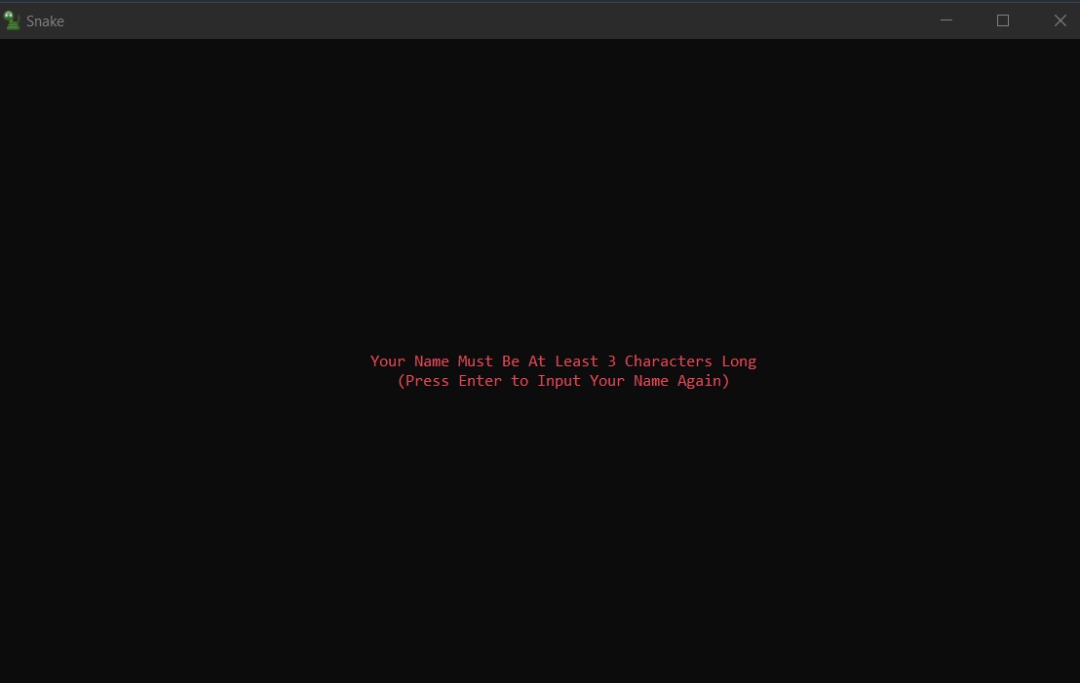 Snake
Your Name Must Be At Least 3 Characters Long
(Press Enter to Input Your Name Again)